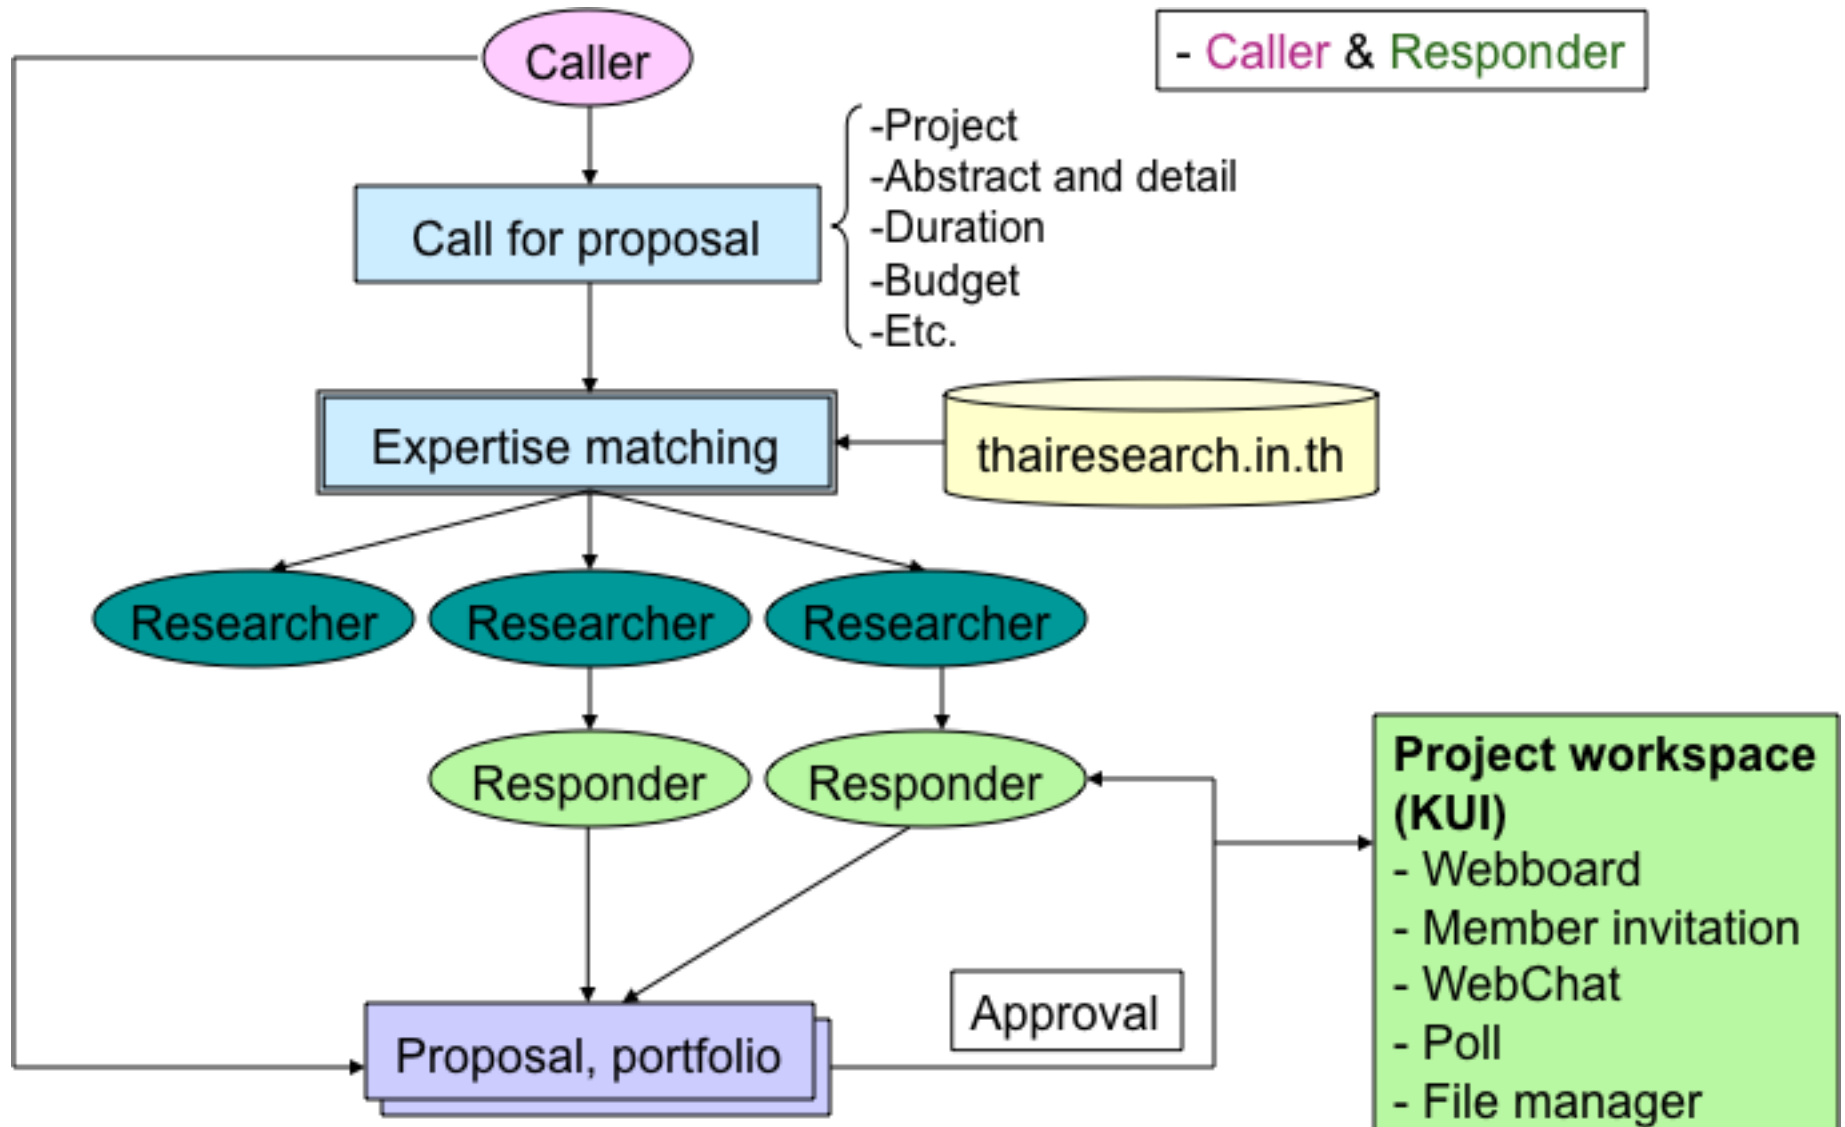 Caller
- Caller & Responder
-Project
-Abstract and detail
-Duration
-Budget
-Etc.
Call for proposal
Expertise matching
thairesearch.in.th
Researcher
Researcher
Researcher
Responder
Responder
Project workspace
(KUI)
- Webboard
- Member invitation
- WebChat
- Poll
- File manager
Approval
Proposal, portfolio